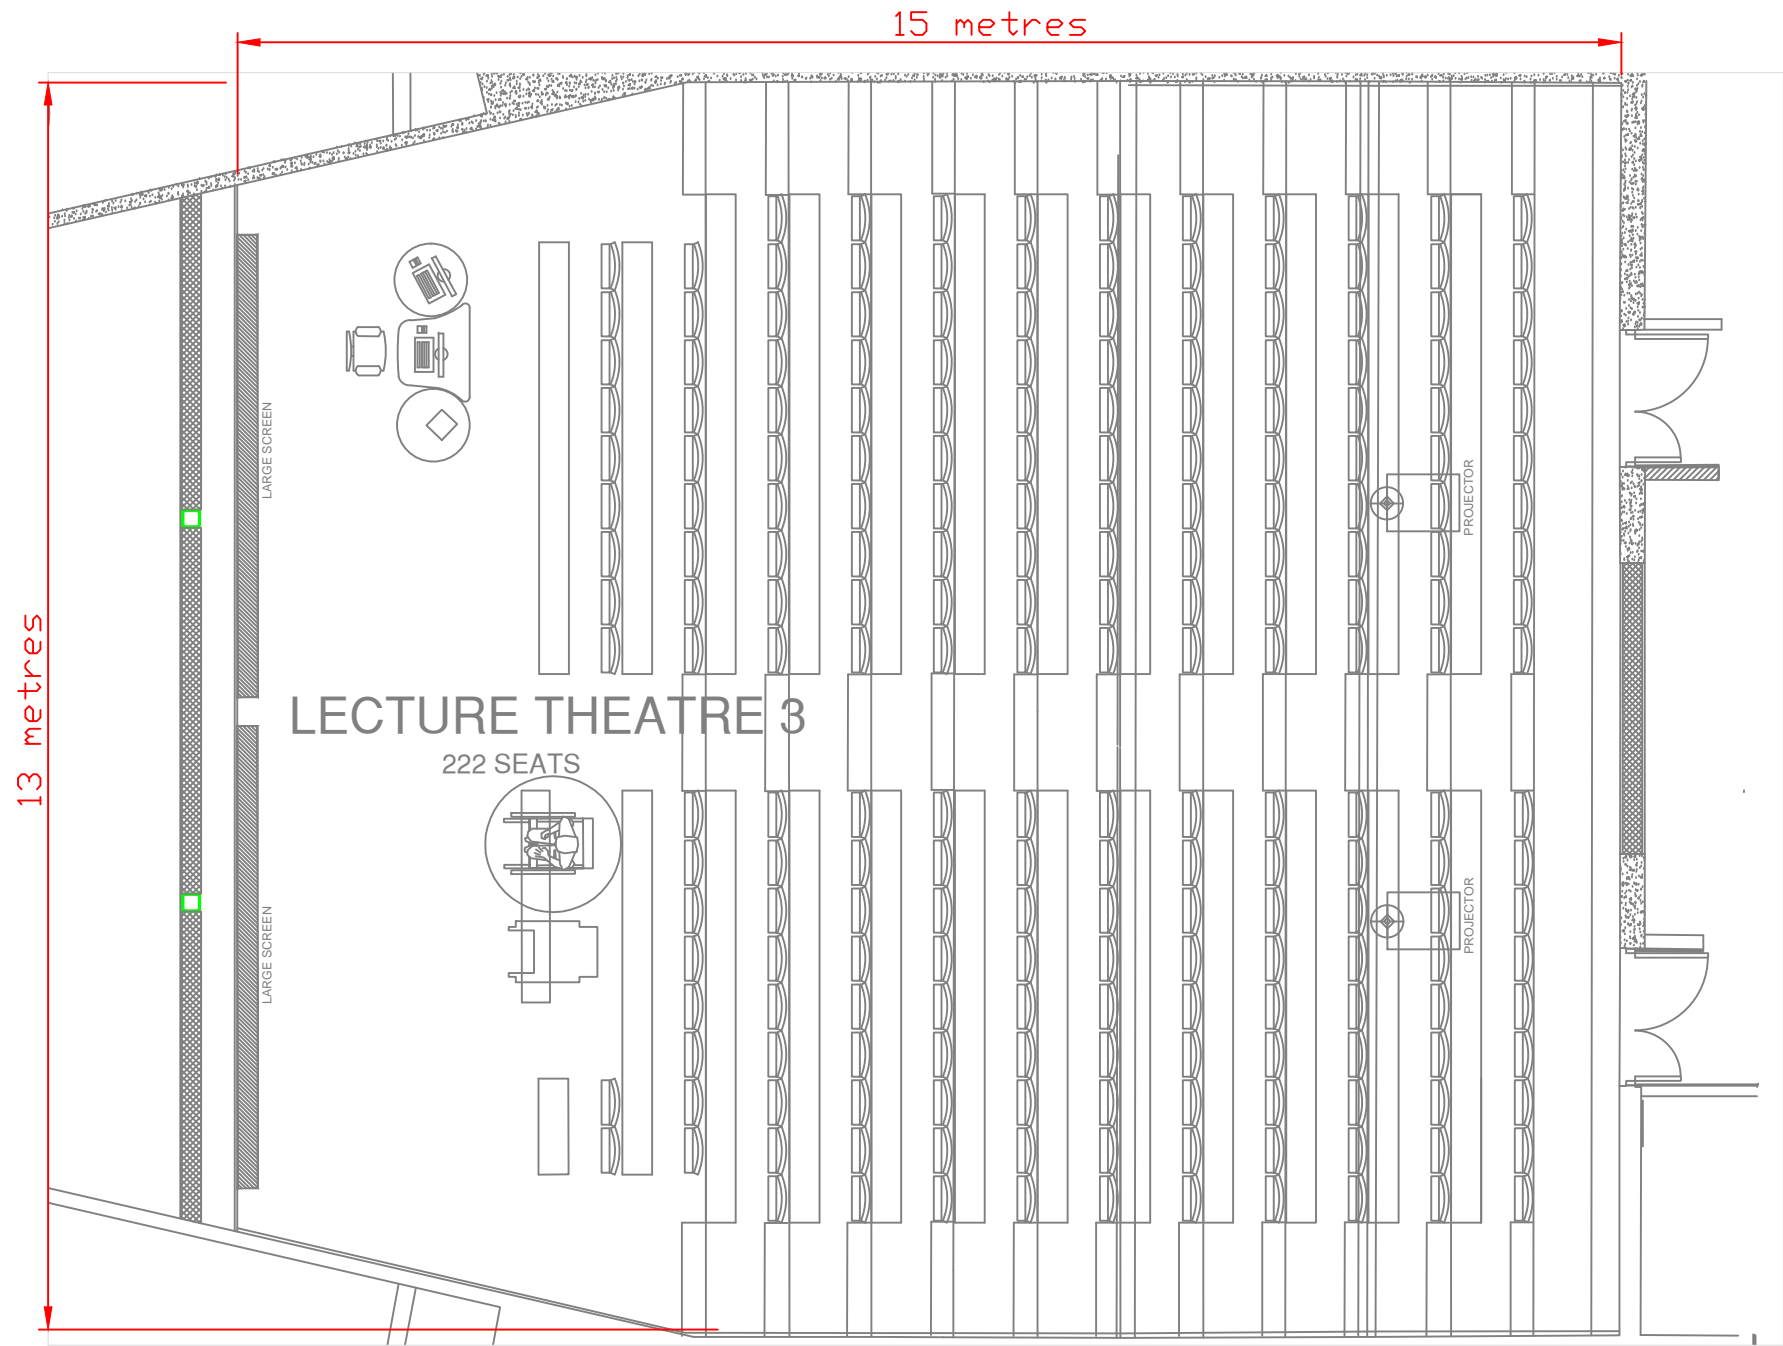 15 metres
13 metres
LARGE SCREEN
PROJECTOR
LECTURE THEATRE 3
222 SEATS
LARGE SCREEN
PROJECTOR